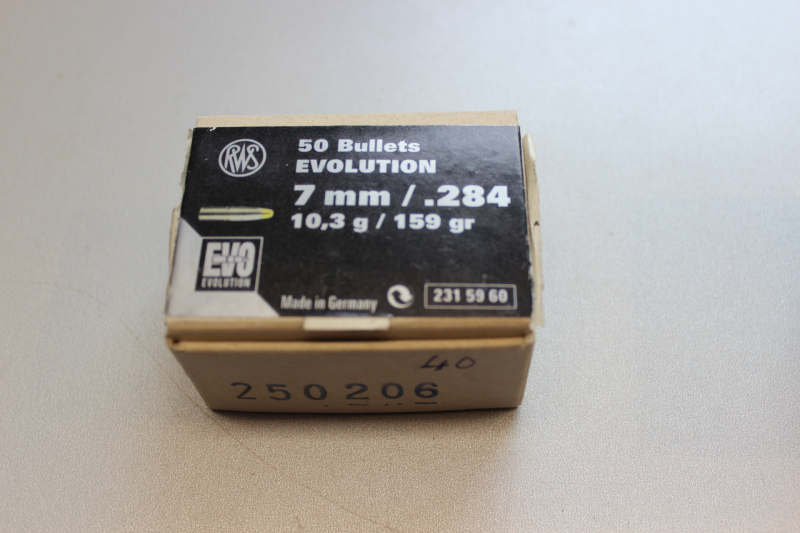 RWS
50 Bullets
EVOLUTION
7 mm / .284
10,3 g / 159 gr
EVO
EVOLUTION
Made in Germany
231 59 60
40
250206